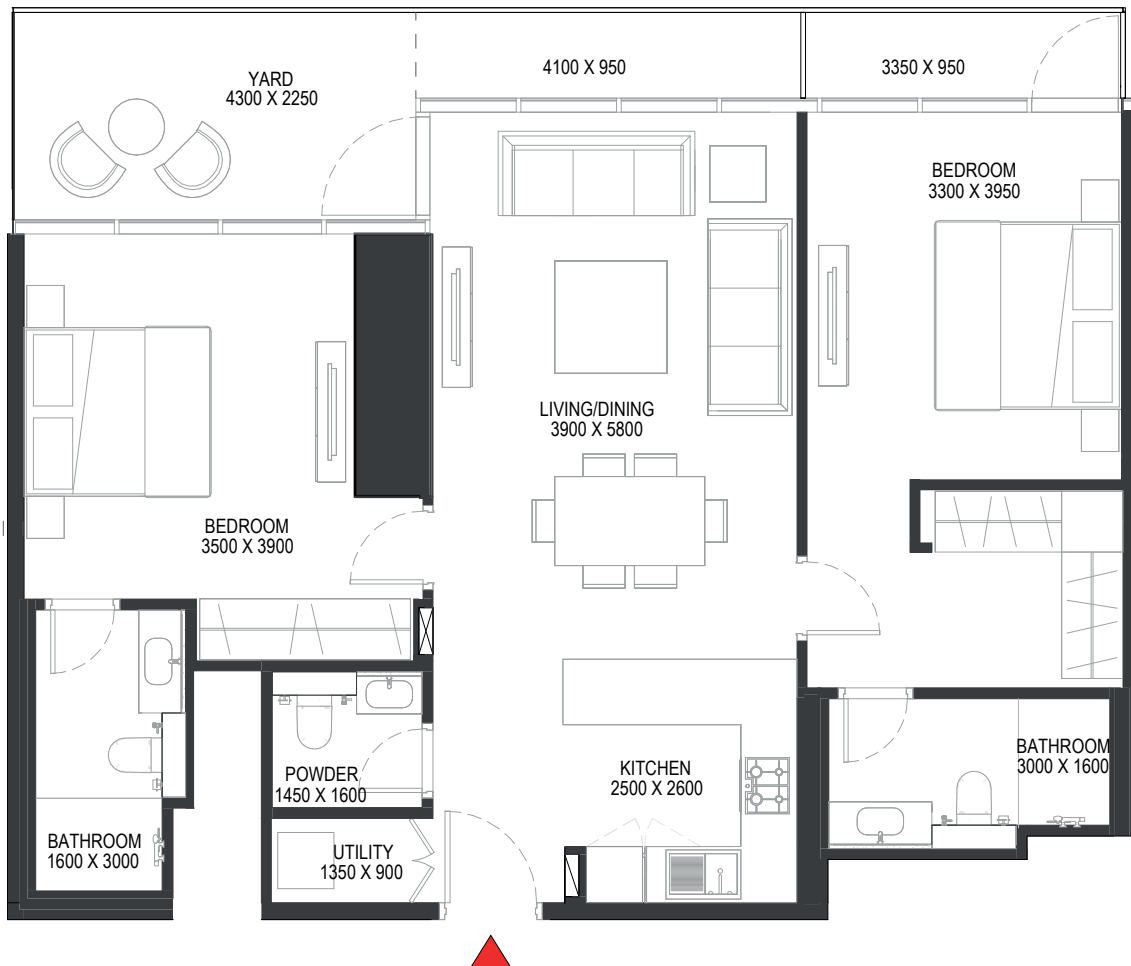 YARD
4300 X 2250
4100 X 950
3350 X 950
BEDROOM
3300 X 3950
LIVING/DINING
3900 X 5800
BEDROOM
3500 X 3900
KITCHEN
2500 X 2600
BATHROOM
3000 X 1600
POWDER
1450 X 1600
BATHROOM
1600 X 3000
UTILITY
1350 X 900